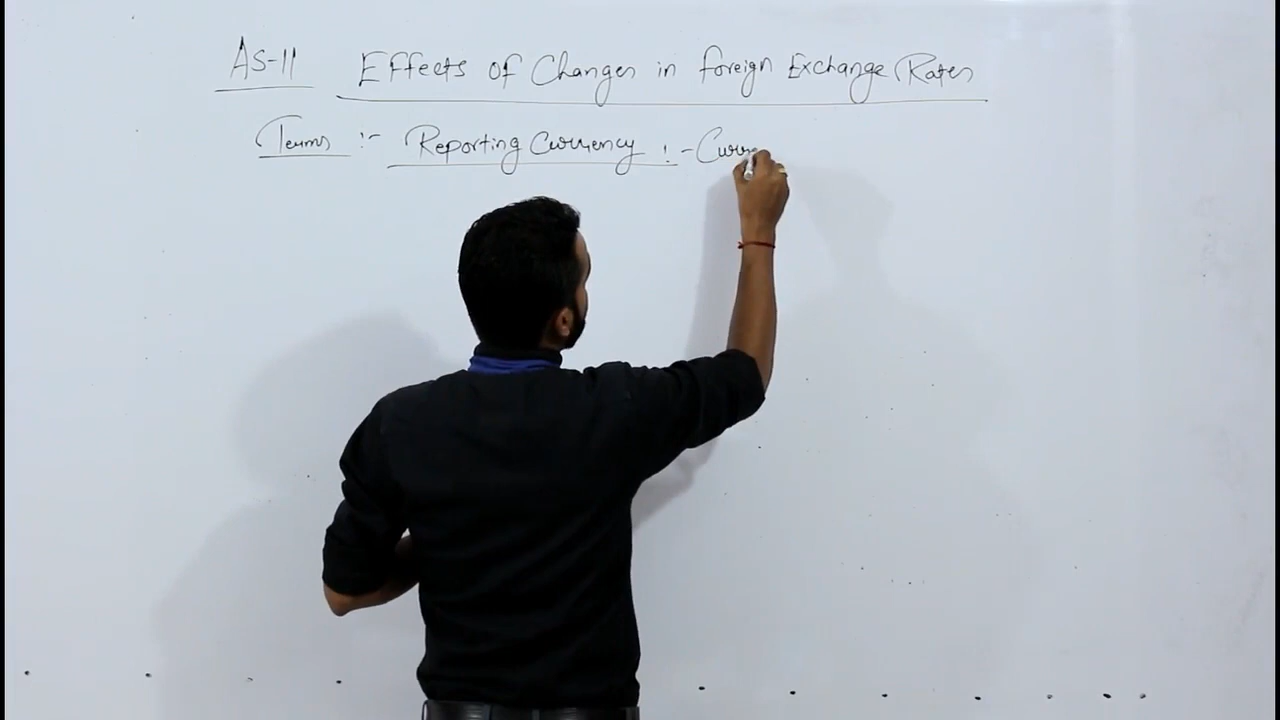 AS-11 Effects of Changes in foreign Exchange Rates
Terms :- Reporting Currency :- Curr